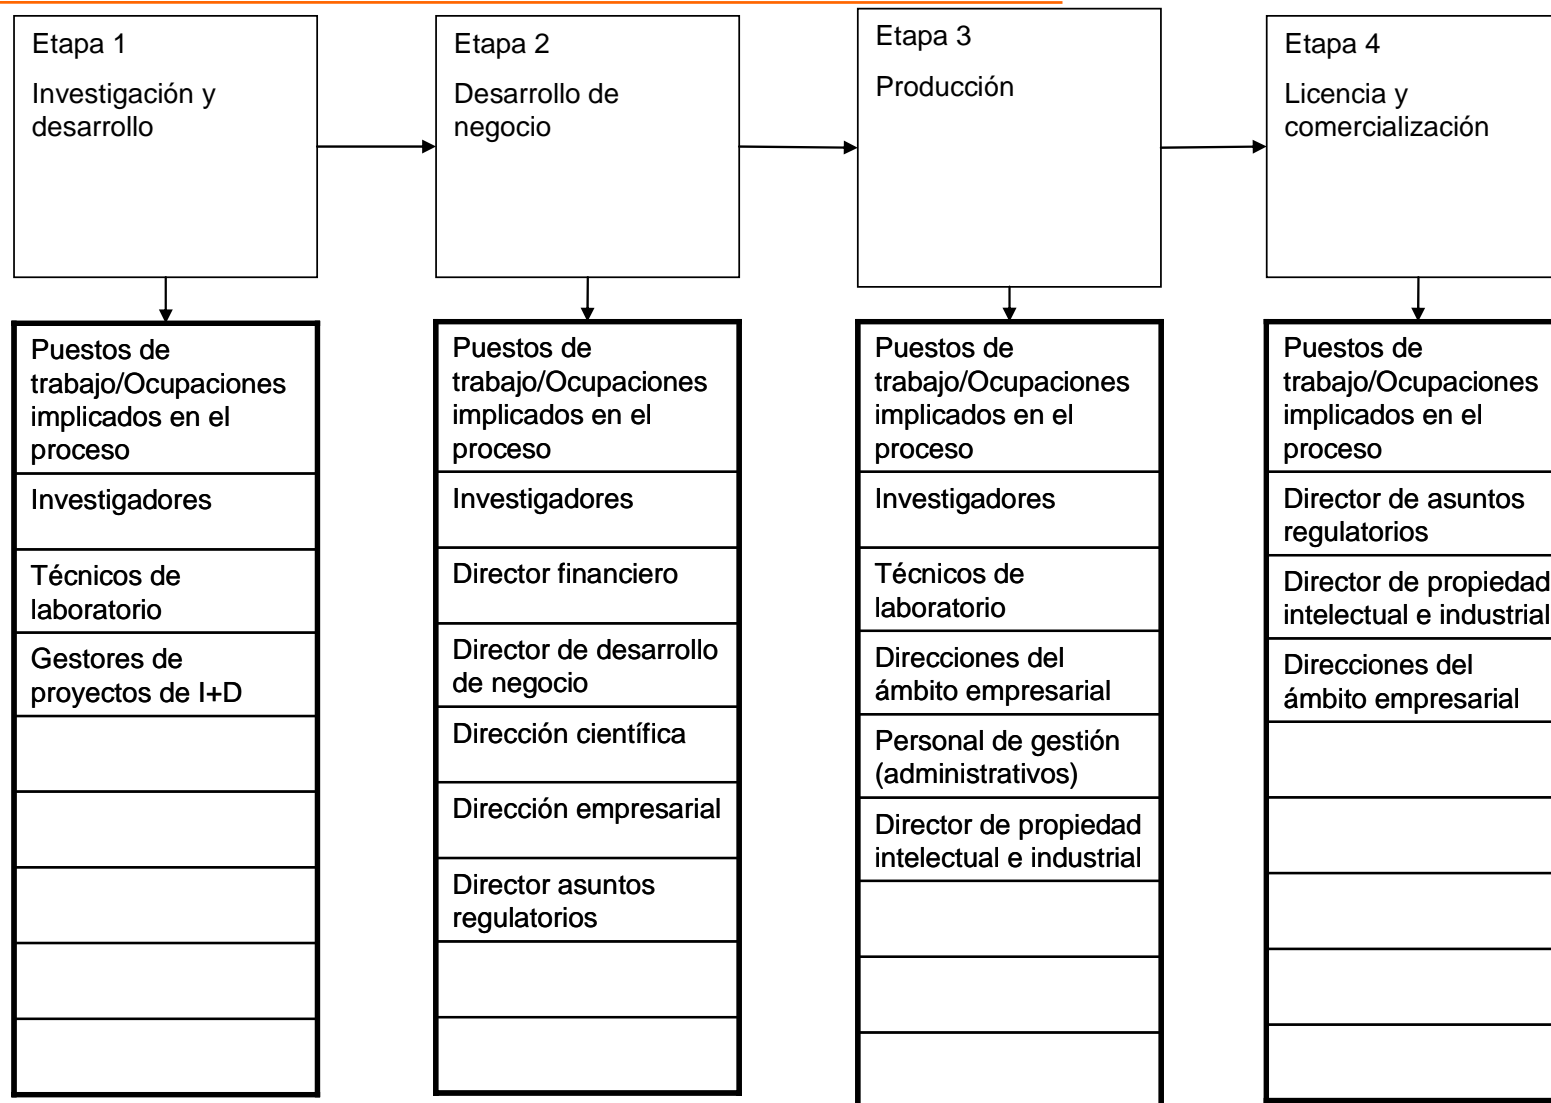 Etapa 1
Investigación y
desarrollo
Etapa 2
Desarrollo de
negocio
Etapa 3
Producción
Etapa 4
Licencia y
comercialización
Puestos de
trabajo/Ocupaciones
implicados en el
proceso
Investigadores
Técnicos de
laboratorio
Gestores de
proyectos de I+D
Puestos de
trabajo/Ocupaciones
implicados en el
proceso
Investigadores
Director financiero
Director de desarrollo
de negocio
Dirección científica
Dirección empresarial
Director asuntos
regulatorios
Puestos de
trabajo/Ocupaciones
implicados en el
proceso
Investigadores
Técnicos de
laboratorio
Direcciones del
ámbito empresarial
Personal de gestión
(administrativos)
Director de propiedad
intelectual e industrial
Puestos de
trabajo/Ocupaciones
implicados en el
proceso
Director de asuntos
regulatorios
Director de propiedad
intelectual e industrial
Direcciones del
ámbito empresarial